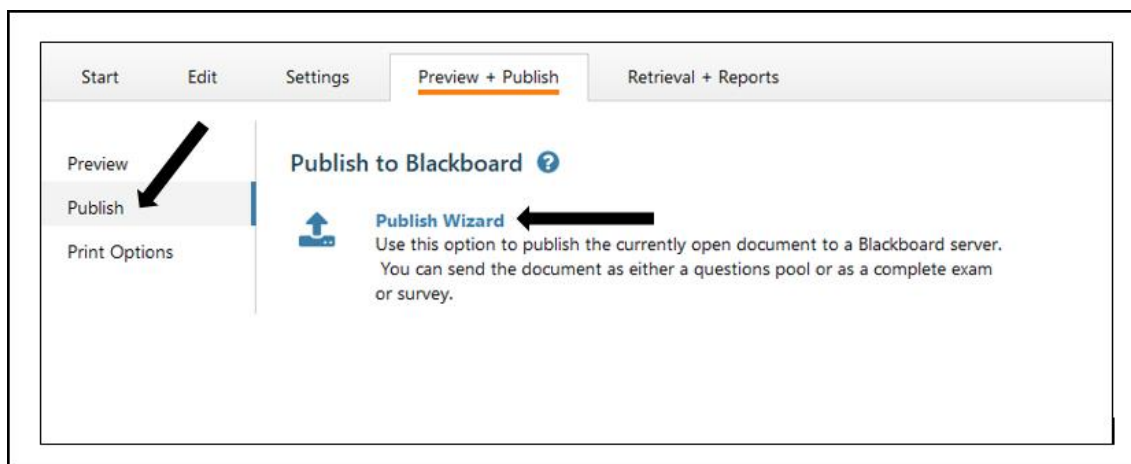 Start Edit Settings Preview + Publish Retrieval + Reports
Preview
Publish
Print Options
Publish to Blackboard ?
Publish Wizard
Use this option to publish the currently open document to a Blackboard server.
You can send the document as either a questions pool or as a complete exam
or survey.